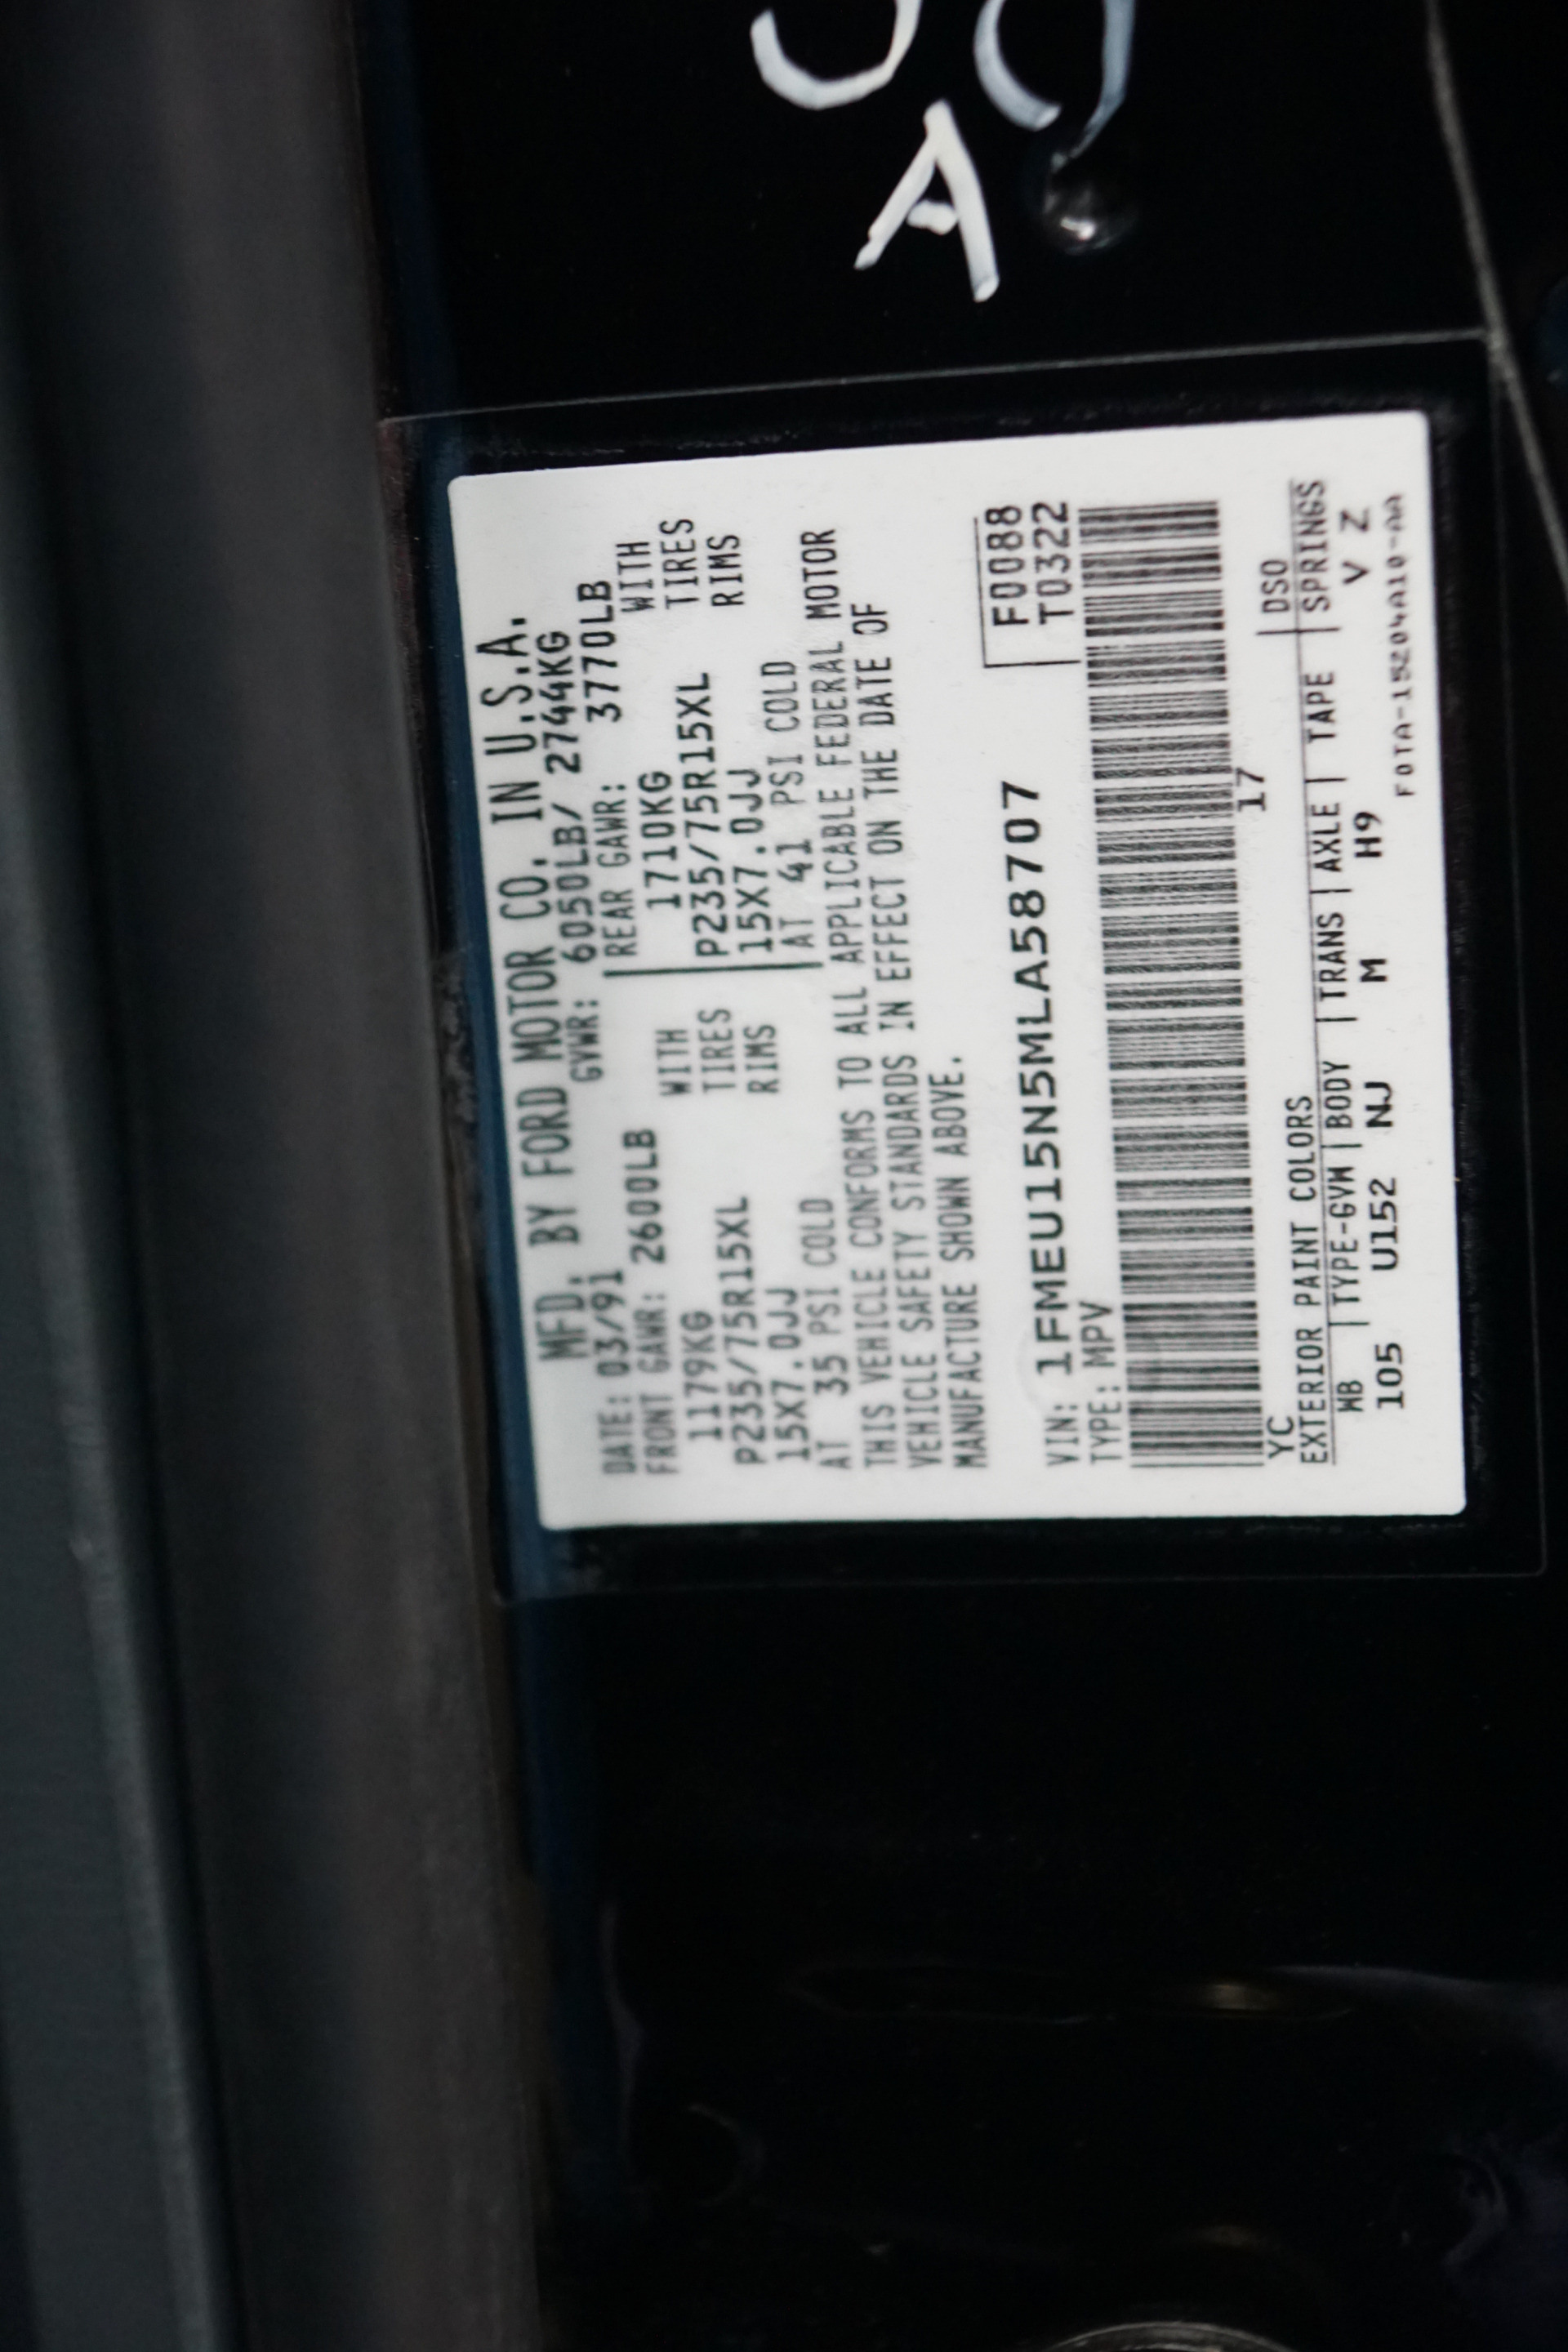 A
MFD. BY FORD MOTOR CO. IN U.S.A.
DATE: 03/91 GVWR: 6050LB/ 2744KG
FRONT GAWR: 2600LB REAR GAWR: 3770LB
1179KG WITH 1710KG WITH
P235/75R15XL TIRES P235/75R15XL TIRES
15X7.0JJ RIMS 15X7.0JJ RIMS
AT 35 PSI COLD AT 41 PSI COLD
THIS VEHICLE CONFORMS TO ALL APPLICABLE FEDERAL MOTOR
VEHICLE SAFETY STANDARDS IN EFFECT ON THE DATE OF
MANUFACTURE SHOWN ABOVE.
F0088
VIN: 1FMEU15N5MLA58707 T0322
TYPE: MPV
YC 17
EXTERIOR PAINT COLORS DSO
WB | TYPE-GVW | BODY | TRANS | AXLE | TAPE | SPRINGS
105 U152 NJ M H9 V Z
F0TA-15204A10-AA